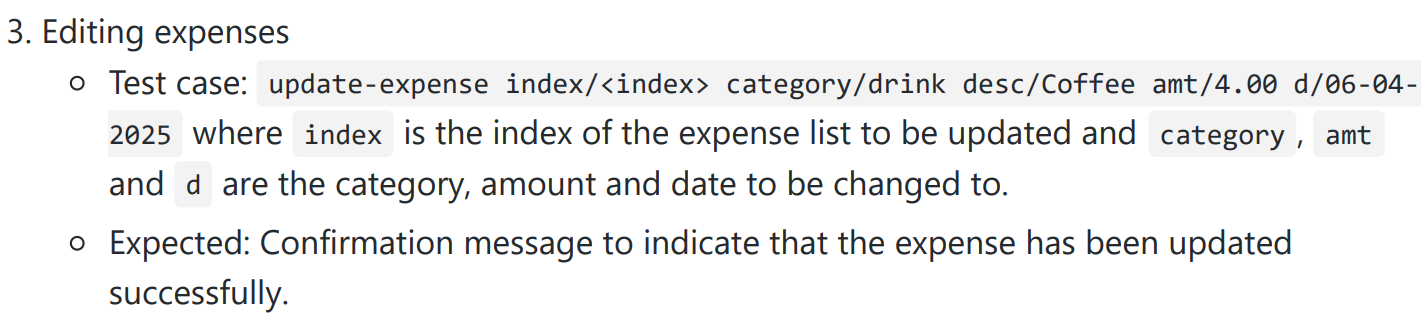 3. Editing expenses
○ Test case: update-expense index/<index> category/drink desc/Coffee amt/4.00 d/06-04-
2025 where index is the index of the expense list to be updated and category, amt
and d are the category, amount and date to be changed to.
○ Expected: Confirmation message to indicate that the expense has been updated
successfully.